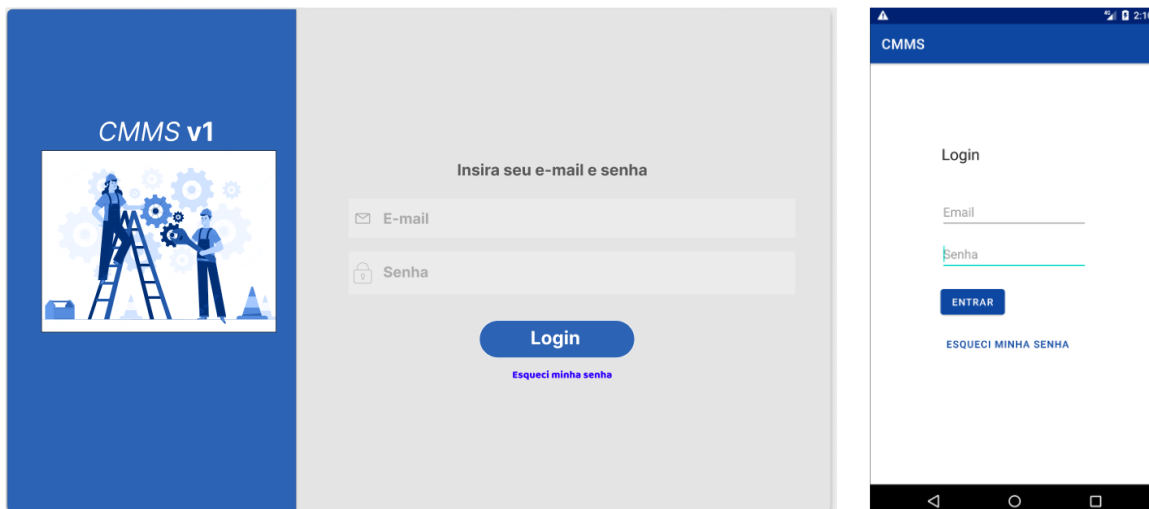 CMMS v1
Insira seu e-mail e senha
E-mail
Senha
Login
Esqueci minha senha
CMMS
Login
Email
Senha
ENTRAR
ESQUECI MINHA SENHA